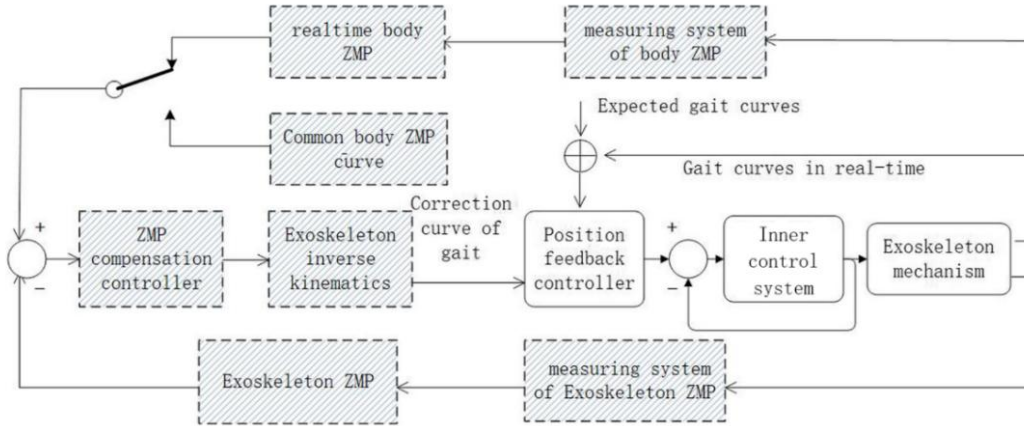 realtime body
ZMP
measuring system
of body ZMP
Expected gait curves
Common body ZMP
curve
Gait curves in real-time
Correction
curve of
gait
+
ZMP
compensation
controller
−
Exoskeleton
inverse
kinematics
Position
feedback
controller
+
−
Inner
control
system
Exoskeleton
mechanism
Exoskeleton ZMP
measuring system
of Exoskeleton ZMP